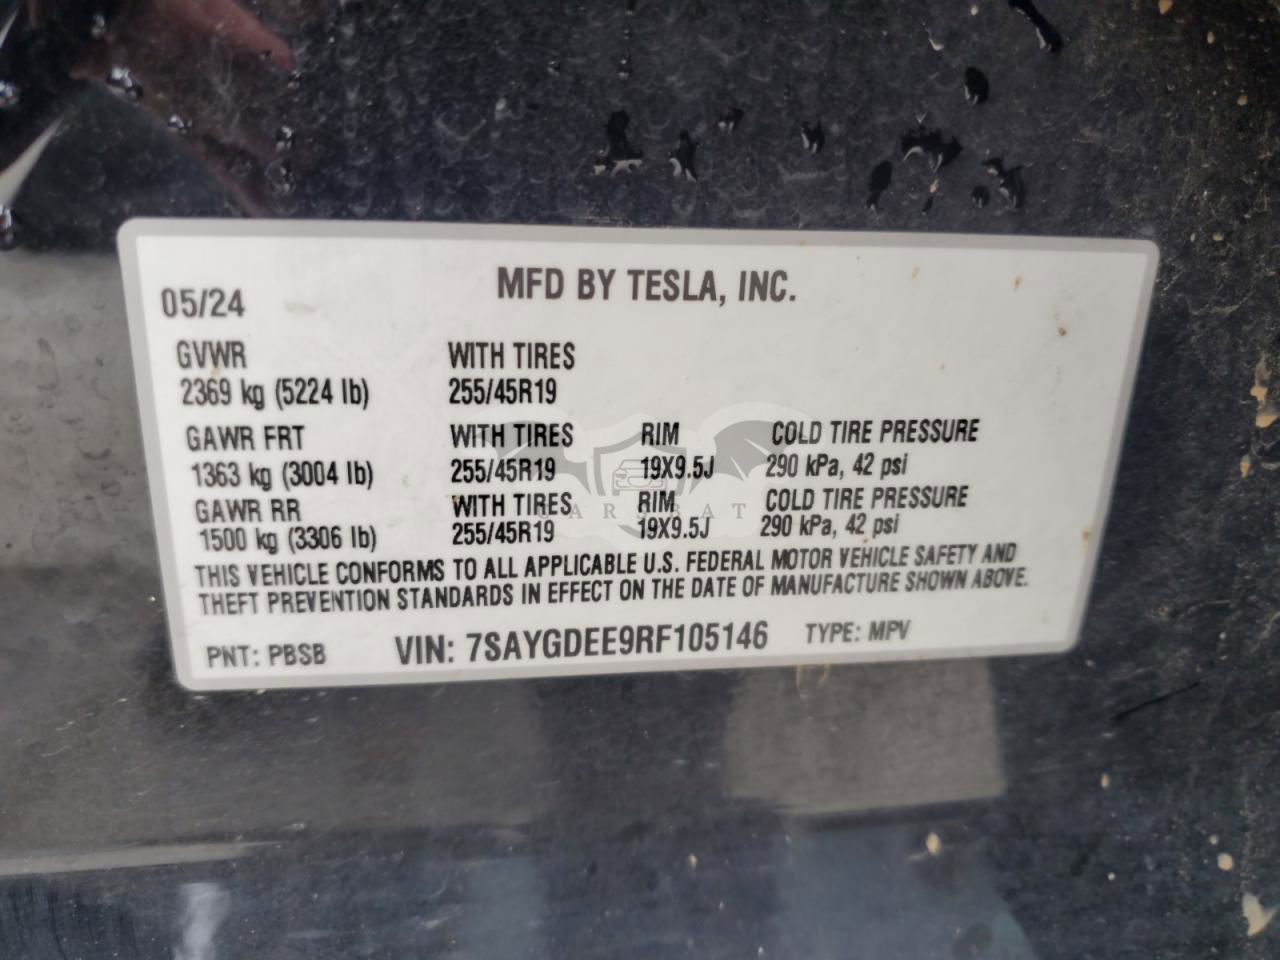 MFD BY TESLA, INC.
05/24
GVWR WITH TIRES
2369 kg (5224 lb) 255/45R19
GAWR FRT WITH TIRES RIM COLD TIRE PRESSURE
1363 kg (3004 lb) 255/45R19 19X9.5J 290 kPa, 42 psi
GAWR RR WITH TIRES RIM COLD TIRE PRESSURE
1500 kg (3306 lb) 255/45R19 19X9.5J 290 kPa, 42 psi
THIS VEHICLE CONFORMS TO ALL APPLICABLE U.S. FEDERAL MOTOR VEHICLE SAFETY AND
THEFT PREVENTION STANDARDS IN EFFECT ON THE DATE OF MANUFACTURE SHOWN ABOVE.
PNT: PBSB VIN: 7SAYGDEE9RF105146 TYPE: MPV